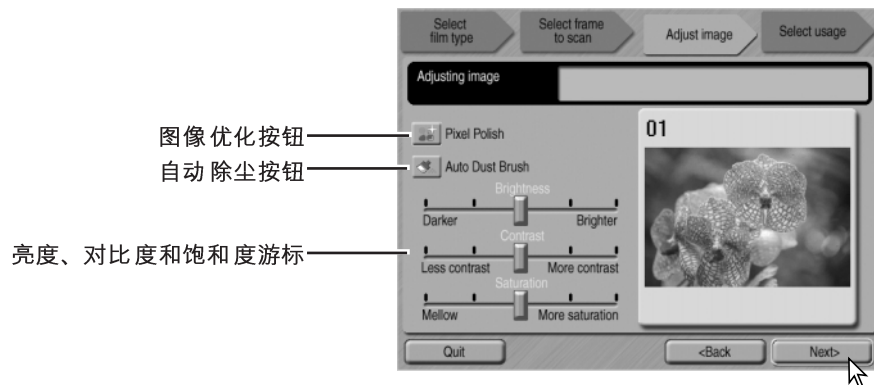 Select
film type
Select frame
to scan
Adjust image
Select usage
Adjusting image
图像优化按钮
Pixel Polish
自动除尘按钮
Auto Dust Brush
01
Brightness
Darker
Brighter
亮度、对比度和饱和度游标
Contrast
Less contrast
More contrast
Saturation
Mellow
More saturation
Quit
<Back
Next>